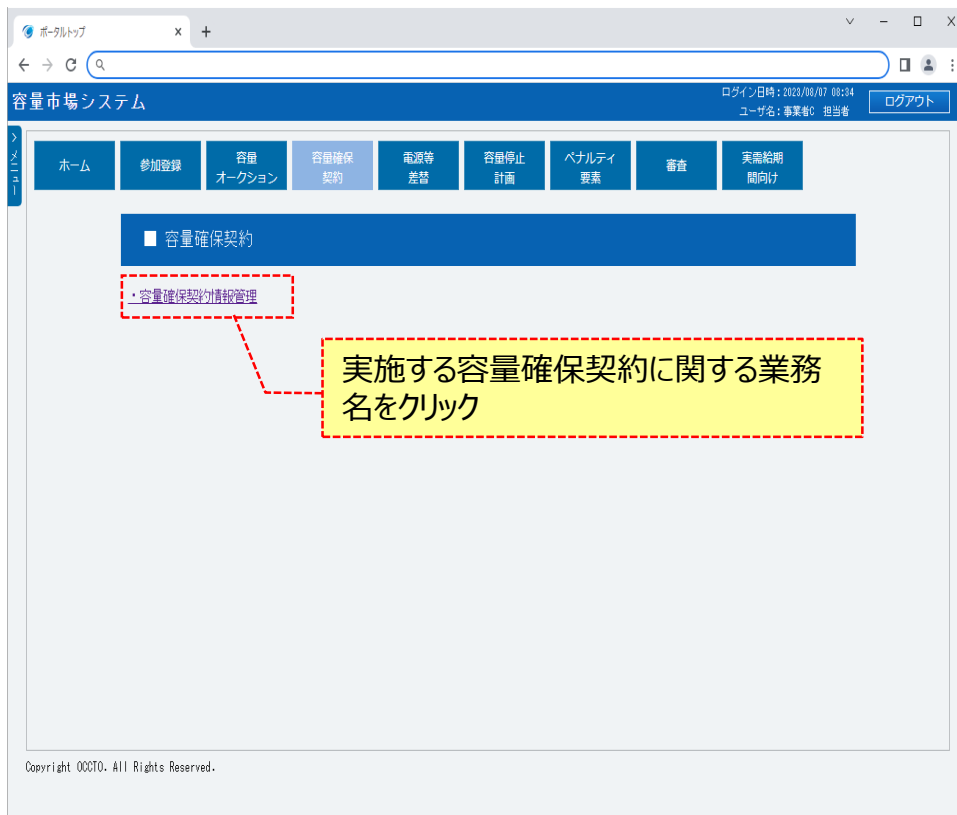 ポータルトップ
容量市場システム
ログイン日時:2023/08/07 08:34
ユーザ名:事業者C 担当者
ログアウト
> メニュー
ホーム
参加登録
容量
オークション
容量確保
契約
電源等
差替
容量停止
計画
ペナルティ
要素
審査
実需給期
間向け
■ 容量確保契約
・容量確保契約情報管理
実施する容量確保契約に関する業務
名をクリック
Copyright OCCTO. All Rights Reserved.